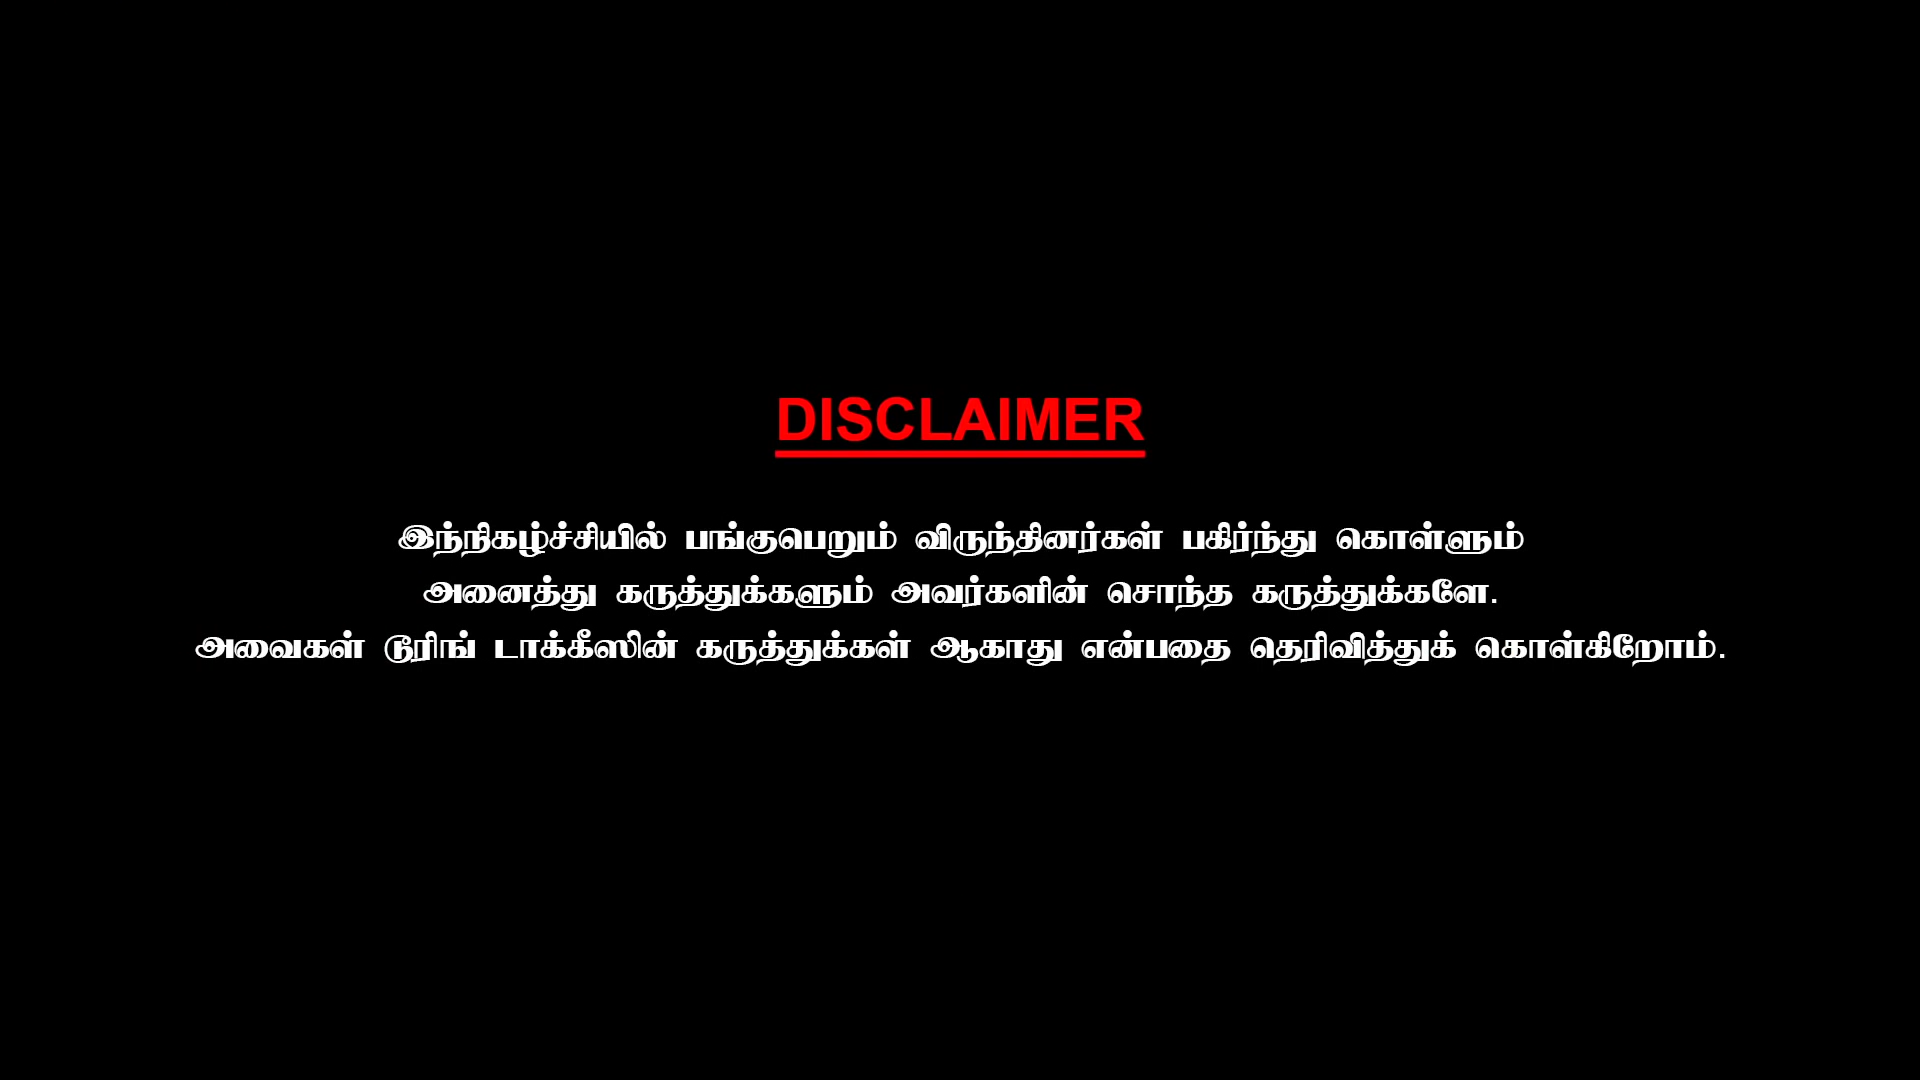 DISCLAIMER
இந்நிகழ்ச்சியில் பங்குபெறும் விருந்தினர்கள் பகிர்ந்து கொள்ளும்
அனைத்து கருத்துக்களும் அவர்களின் சொந்த கருத்துக்களே.
அவைகள் டூரிங் டாக்கீஸின் கருத்துக்கள் ஆகாது என்பதை தெரிவித்துக் கொள்கிறோம்.